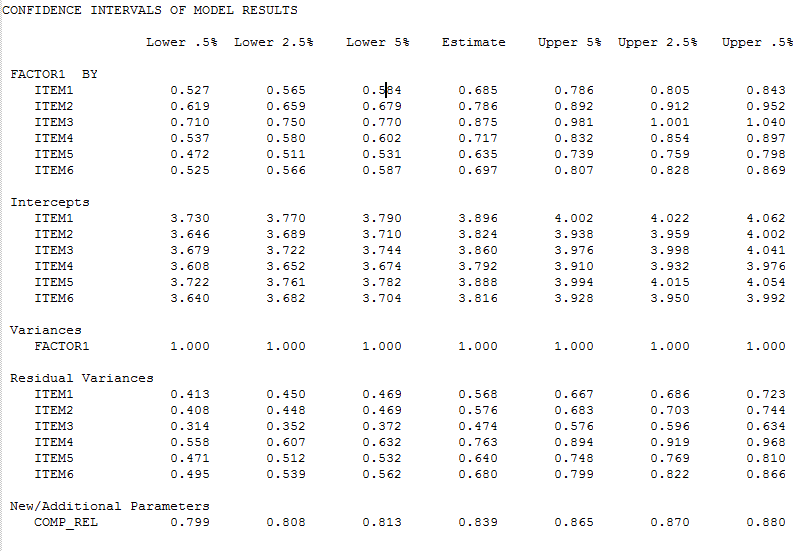 CONFIDENCE INTERVALS OF MODEL RESULTS
Lower .5% Lower 2.5% Lower 5% Estimate Upper 5% Upper 2.5% Upper .5%
FACTOR1 BY
ITEM1 0.527 0.565 0.584 0.685 0.786 0.805 0.843
ITEM2 0.619 0.659 0.679 0.786 0.892 0.912 0.952
ITEM3 0.710 0.750 0.770 0.875 0.981 1.001 1.040
ITEM4 0.537 0.580 0.602 0.717 0.832 0.854 0.897
ITEM5 0.472 0.511 0.531 0.635 0.739 0.759 0.798
ITEM6 0.525 0.566 0.587 0.697 0.807 0.828 0.869
Intercepts
ITEM1 3.730 3.770 3.790 3.896 4.002 4.022 4.062
ITEM2 3.646 3.689 3.710 3.824 3.938 3.959 4.002
ITEM3 3.679 3.722 3.744 3.860 3.976 3.998 4.041
ITEM4 3.608 3.652 3.674 3.792 3.910 3.932 3.976
ITEM5 3.722 3.761 3.782 3.888 3.994 4.015 4.054
ITEM6 3.640 3.682 3.704 3.816 3.928 3.950 3.992
Variances
FACTOR1 1.000 1.000 1.000 1.000 1.000 1.000 1.000
Residual Variances
ITEM1 0.413 0.450 0.469 0.568 0.667 0.686 0.723
ITEM2 0.408 0.448 0.469 0.576 0.683 0.703 0.744
ITEM3 0.314 0.352 0.372 0.474 0.576 0.596 0.634
ITEM4 0.558 0.607 0.632 0.763 0.894 0.919 0.968
ITEM5 0.471 0.512 0.532 0.640 0.748 0.769 0.810
ITEM6 0.495 0.539 0.562 0.680 0.799 0.822 0.866
New/Additional Parameters
COMP_REL 0.799 0.808 0.813 0.839 0.865 0.870 0.880